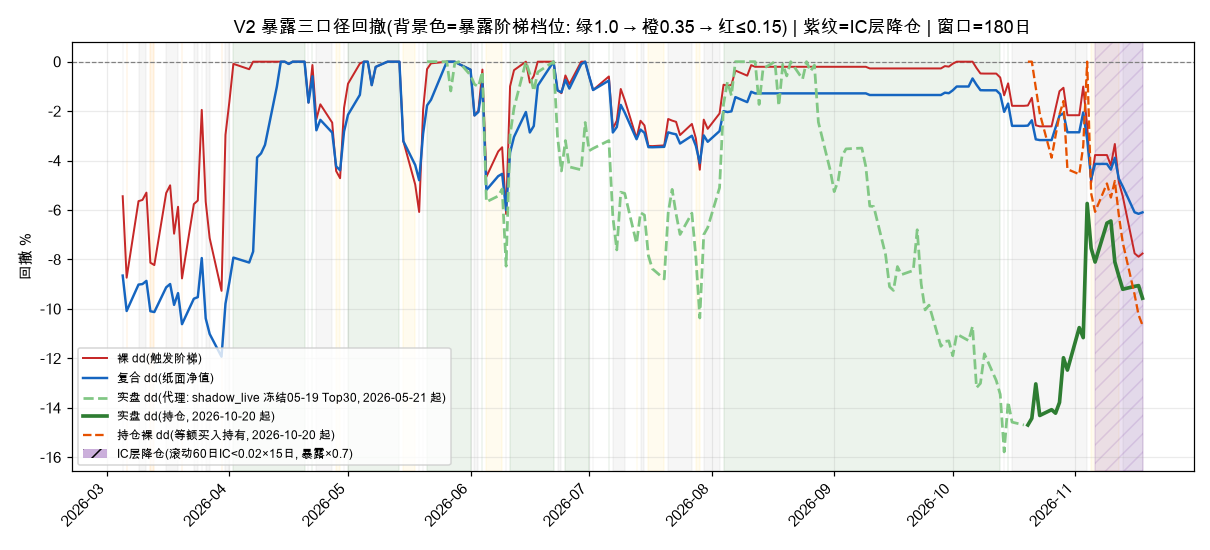 V2 暴露三口径回撤(背景色=暴露阶梯档位: 绿1.0 → 橙0.35 → 红≤0.15) | 紫纹=IC层降仓 | 窗口=180日
回撤 %
0
-2
-4
-6
-8
-10
-12
-14
-16
裸 dd(触发阶梯)
复合 dd(纸面净值)
实盘 dd(代理: shadow_live 冻结05-19 Top30, 2026-05-21 起)
实盘 dd(持仓, 2026-10-20 起)
持仓裸 dd(等额买入持有, 2026-10-20 起)
IC层降仓(滚动60日IC<0.02×15日, 暴露×0.7)
2026-03
2026-04
2026-05
2026-06
2026-07
2026-08
2026-09
2026-10
2026-11